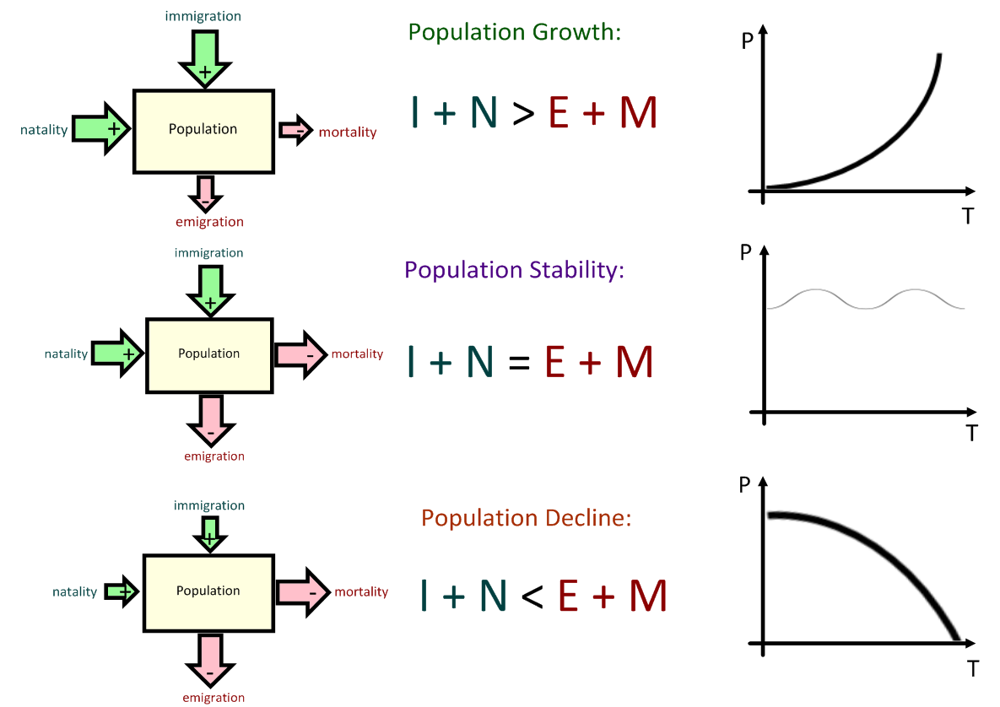 immigration
Population Growth:
P
+
I + N > E + M
natality
+
Population
-
mortality
-
emigration
T
immigration
P
Population Stability:
+
natality
+
Population
-
mortality
I + N = E + M
-
T
emigration
P
immigration
Population Decline:
+
natality
+
Population
-
mortality
I + N < E + M
-
T
emigration